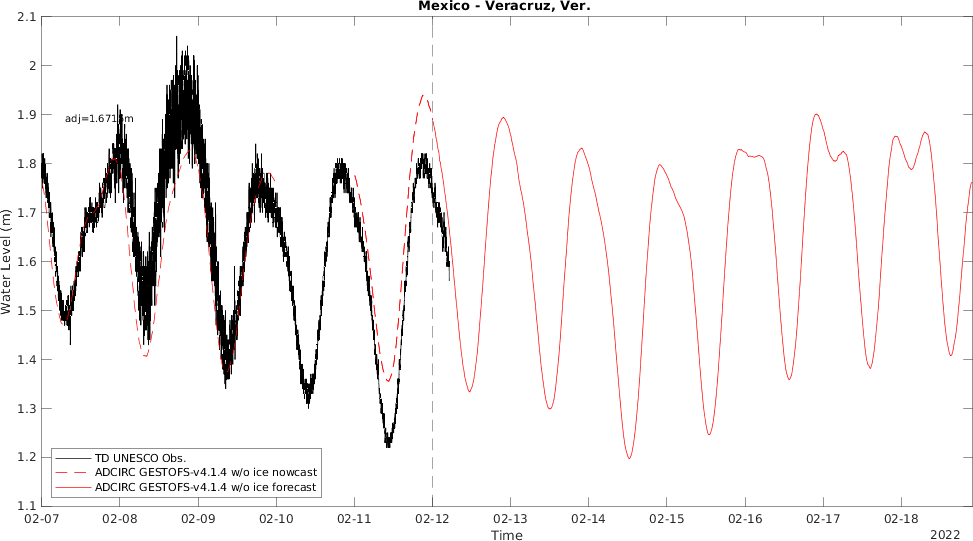 Mexico - Veracruz, Ver.
2.1
2
1.9
1.8
1.7
1.6
1.5
1.4
1.3
1.2
1.1
Water Level (m)
TD UNESCO Obs.
ADCIRC GESTOFS-v4.1.4 w/o ice nowcast
ADCIRC GESTOFS-v4.1.4 w/o ice forecast
02-07 02-08 02-09 02-10 02-11 02-12 02-13 02-14 02-15 02-16 02-17 02-18
Time
2022